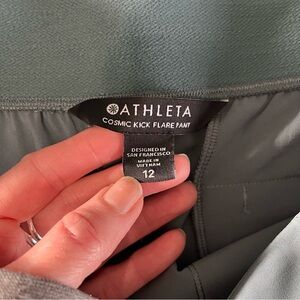 ATHLETA
COSMIC KICK FLARE PANT
DESIGNED IN
SAN FRANCISCO
MADE IN
VIETNAM
12